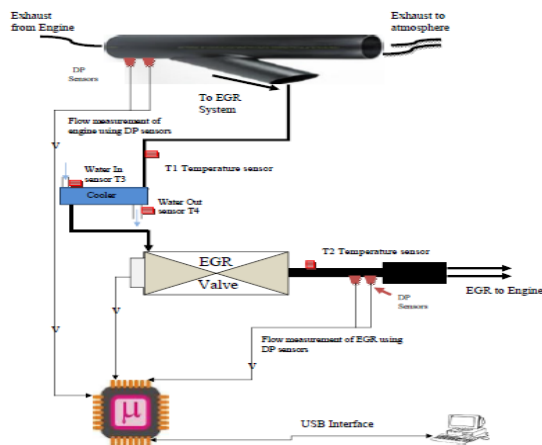 Exhaust
from Engine
Exhaust to
atmosphere
DP
Sensors
To EGR
System
Flow measurement of
engine using DP sensors
V
T1 Temperature sensor
Water In
sensor T3
Cooler
Water Out
sensor T4
T2 Temperature sensor
EGR
Valve
EGR to Engine
DP
Sensors
Flow measurement of EGR using
DP sensors
V
V
V
µ
USB Interface